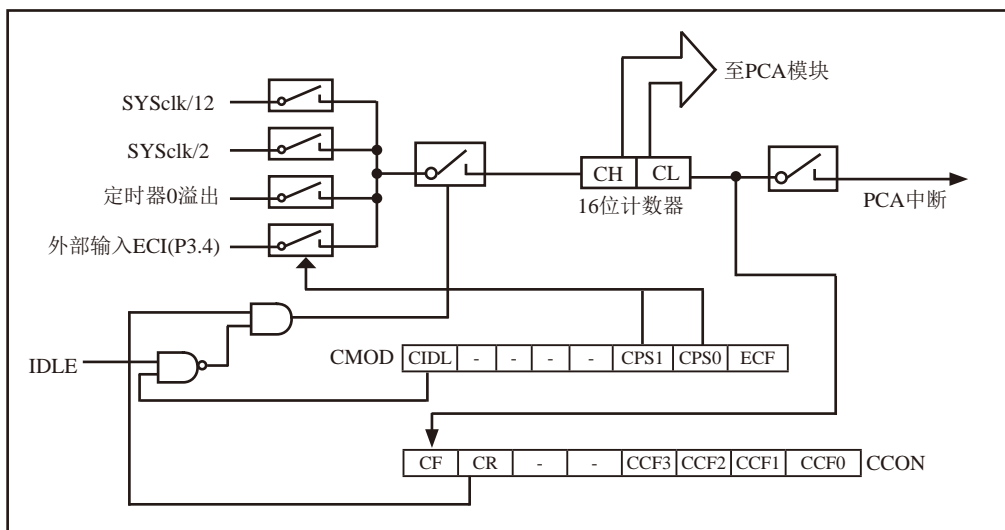 至PCA模块
SYSclk/12
SYSclk/2
定时器0溢出
外部输入ECI(P3.4)
CH CL
16位计数器
PCA中断
IDLE
CMOD CIDL - - - - CPS1 CPS0 ECF
CF CR - - CCF3 CCF2 CCF1 CCF0 CCON